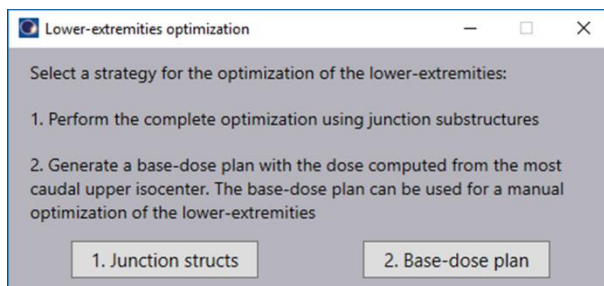 Lower-extremities optimization
Select a strategy for the optimization of the lower-extremities:
1. Perform the complete optimization using junction substructures
2. Generate a base-dose plan with the dose computed from the most
caudal upper isocenter. The base-dose plan can be used for a manual
optimization of the lower-extremities
1. Junction structs
2. Base-dose plan